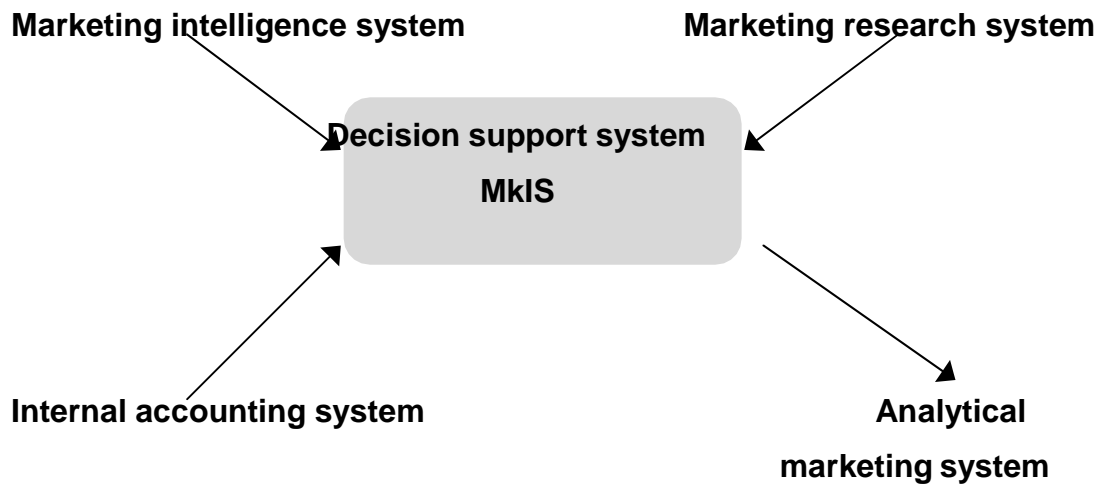 Marketing intelligence system
Marketing research system
Decision support system
MkIS
Internal accounting system
Analytical
marketing system